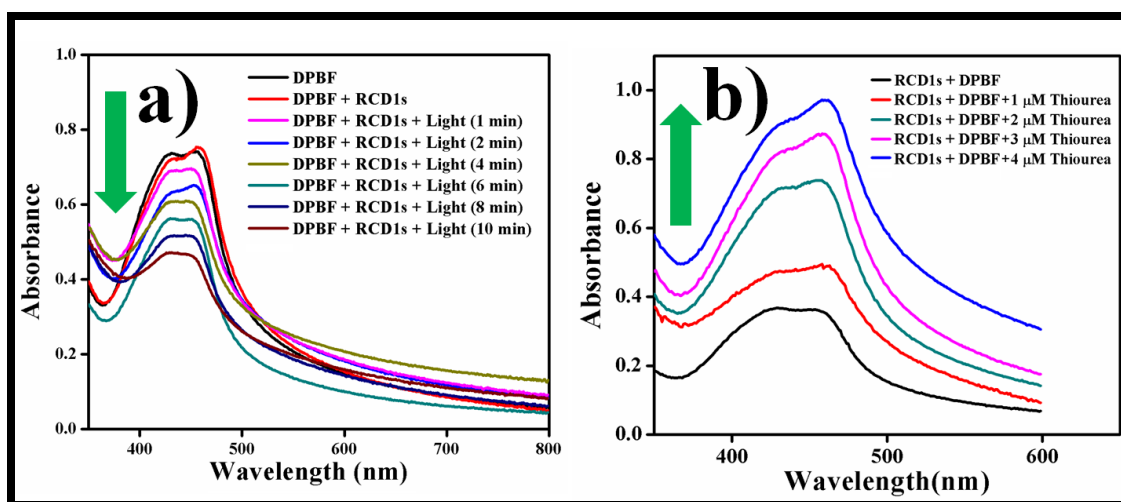 a)
DPBF
DPBF + RCD1s
DPBF + RCD1s + Light (1 min)
DPBF + RCD1s + Light (2 min)
DPBF + RCD1s + Light (4 min)
DPBF + RCD1s + Light (6 min)
DPBF + RCD1s + Light (8 min)
DPBF + RCD1s + Light (10 min)
Absorbance
1.0
0.8
0.6
0.4
0.2
0.0
400 500 600 700 800
Wavelength (nm)
b)
RCD1s + DPBF
RCD1s + DPBF+1 μM Thiourea
RCD1s + DPBF+2 μM Thiourea
RCD1s + DPBF+3 μM Thiourea
RCD1s + DPBF+4 μM Thiourea
Absorbance
1.0
0.8
0.6
0.4
0.2
0.0
400 500 600
Wavelength(nm)